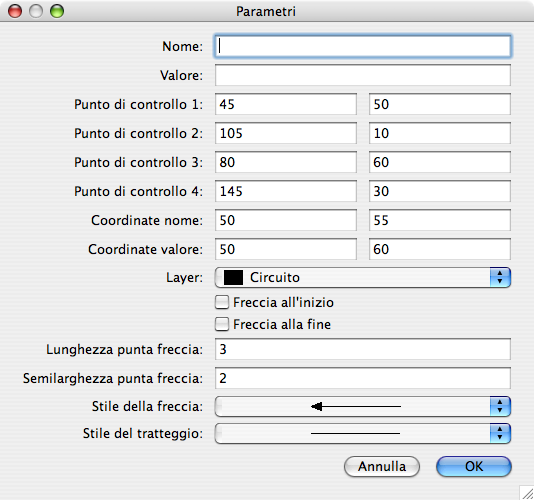 Parametri
Nome:
Valore:
Punto di controllo 1: 45 50
Punto di controllo 2: 105 10
Punto di controllo 3: 80 60
Punto di controllo 4: 145 30
Coordinate nome: 50 55
Coordinate valore: 50 60
Layer: Circuito
Freccia all'inizio
Freccia alla fine
Lunghezza punta freccia: 3
Semilarghezza punta freccia: 2
Stile della freccia:
Stile del tratteggio:
Annulla OK